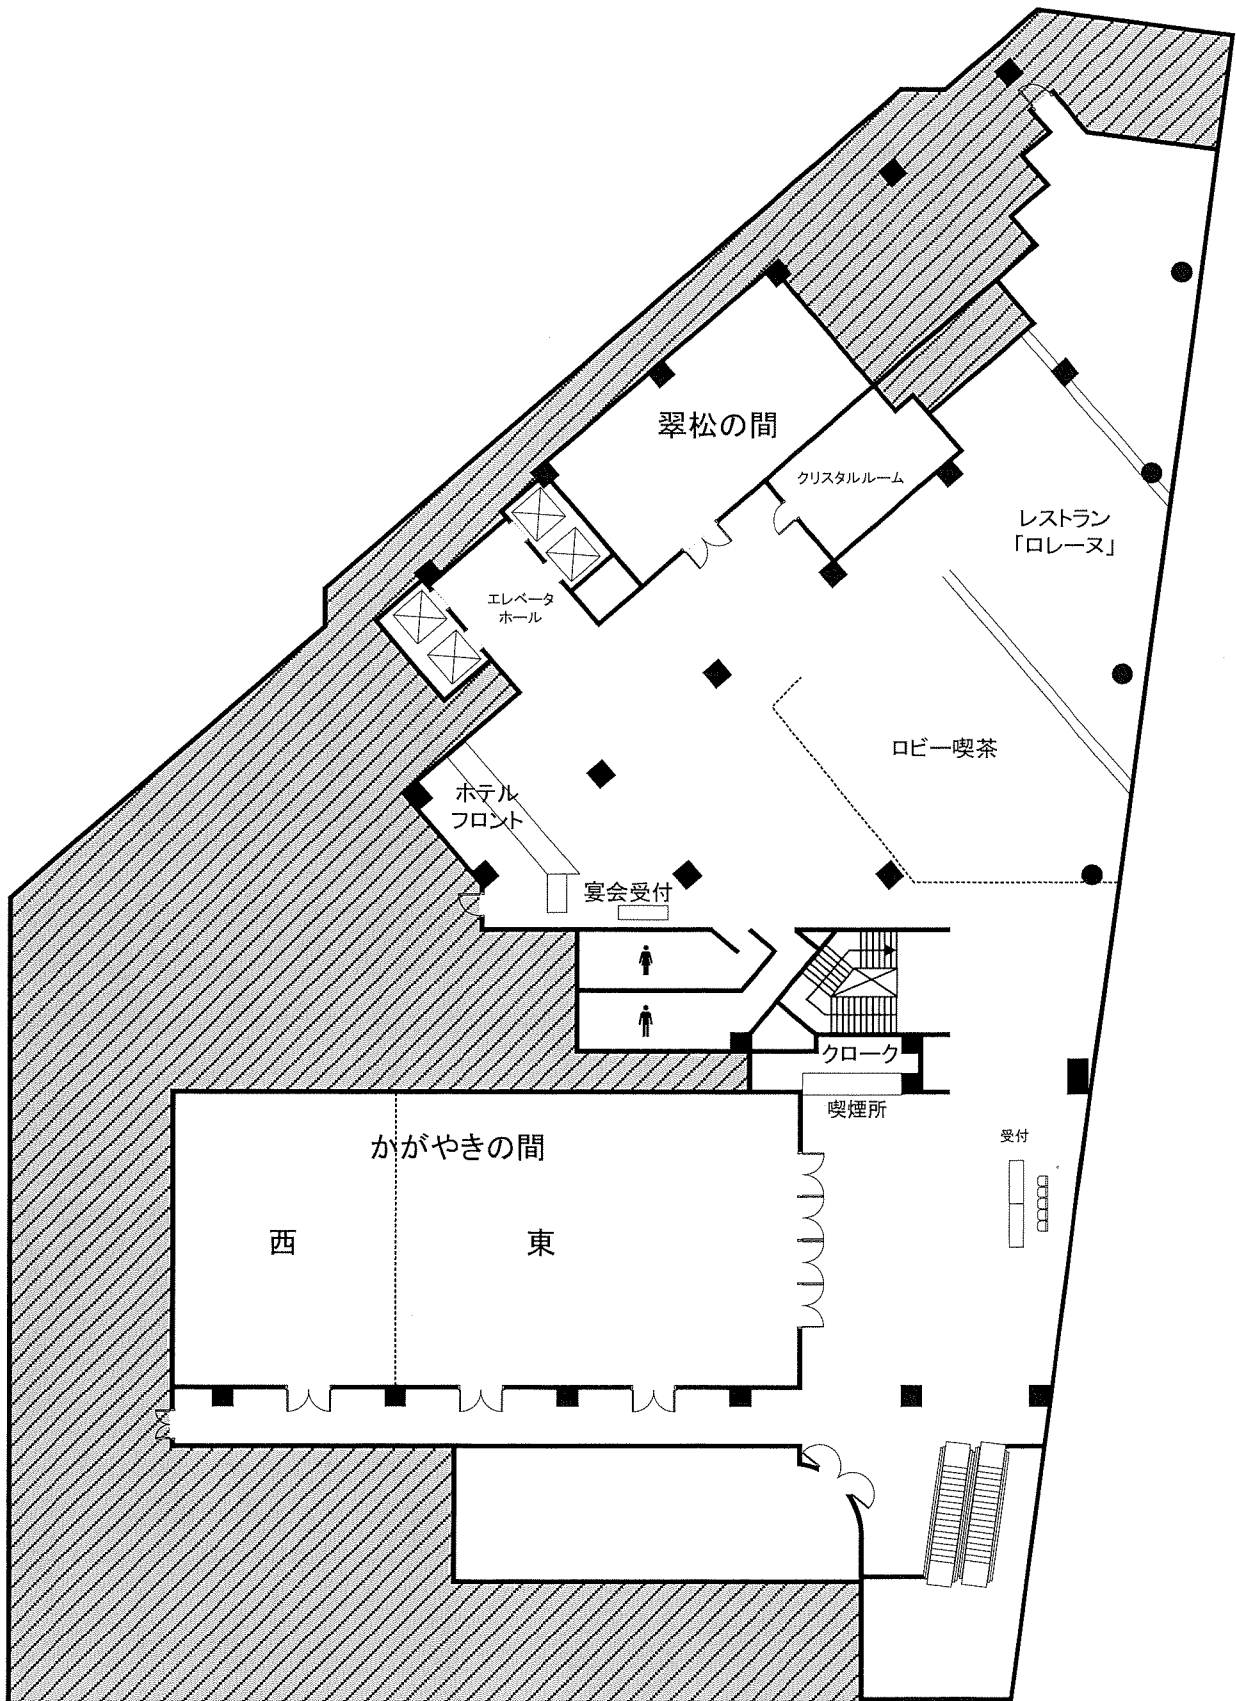 翠松の間
クリスタルルーム
レストラン
「ロレーヌ」
エレベータ
ホール
ロビー喫茶
ホテル
フロント
宴会受付
クローク
喫煙所
受付
かがやきの間
西
東